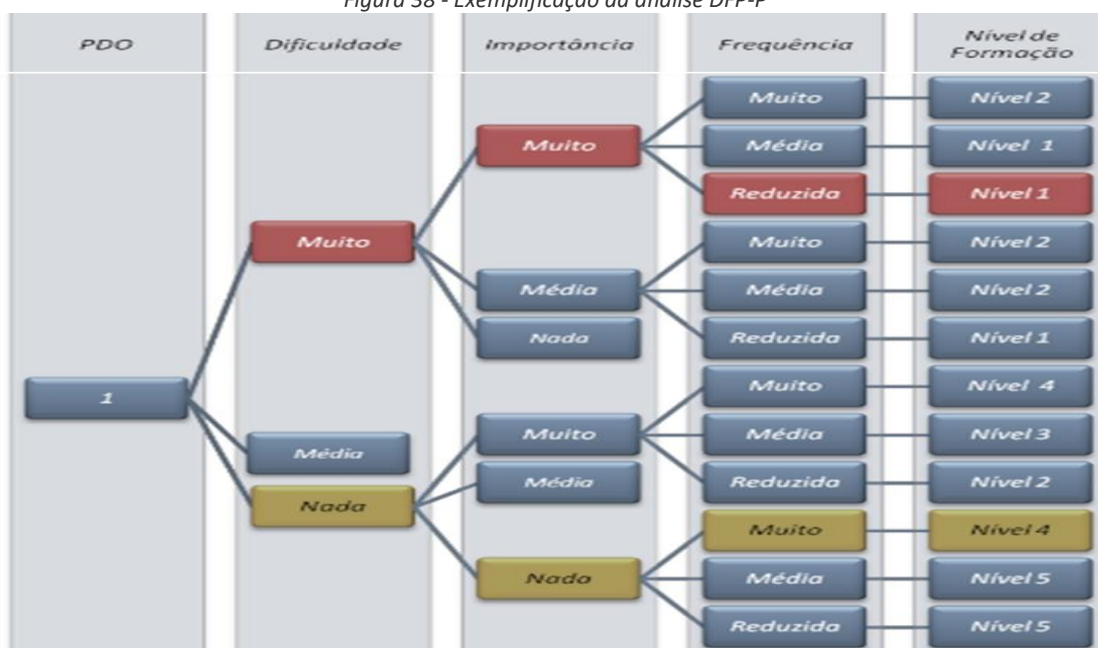 Figura 38 - Exemplificação da análise DFP-P
PDO
Dificuldade
Importância
Frequência
Nível de
Formação
Muito
Nível 2
Muito
Média
Nível 1
Reduzida
Nível 1
Muito
Muito
Nível 2
Média
Média
Nível 2
Nada
Reduzida
Nível 1
1
Muito
Nível 4
Média
Muito
Média
Nível 3
Nada
Média
Reduzida
Nível 2
Muito
Nível 4
Nada
Média
Nível 5
Reduzida
Nível 5